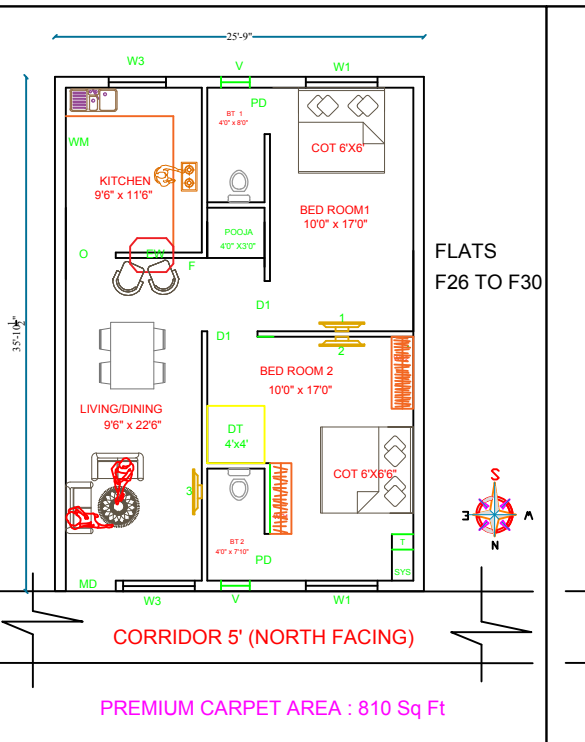 25'-9"
W3
V
W1
PD
BT 1
4'0" x 8'0"
COT 6'X6'
WM
KITCHEN
9'6" x 11'6"
BED ROOM1
10'0" x 17'0"
POOJA
4'0" X3'0"
O
FW
F
FLATS
F26 TO F30
D1
1
35'-10½"
D1
2
BED ROOM 2
10'0" x 17'0"
LIVING/DINING
9'6" x 22'6"
DT
4'x4'
COT 6'X6'6"
3
S
E
W
N
BT 2
4'0" x 7'10"
T
PD
SYS
MD
W3
V
W1
CORRIDOR 5' (NORTH FACING)
PREMIUM CARPET AREA : 810 Sq Ft